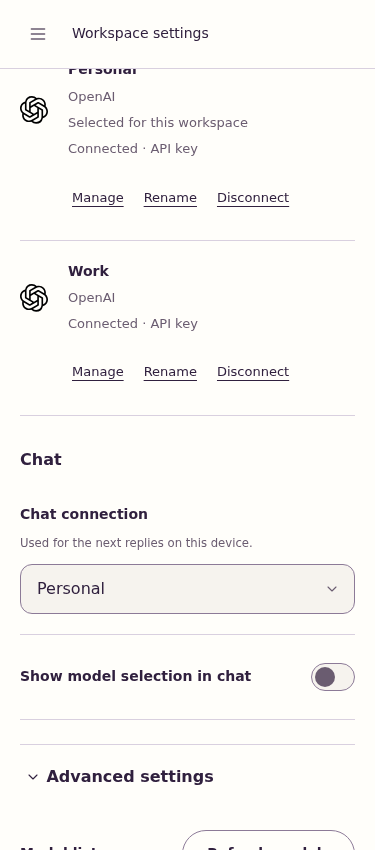 Workspace settings
Personal
OpenAI
Selected for this workspace
Connected · API key
Manage Rename Disconnect
Work
OpenAI
Connected · API key
Manage Rename Disconnect
Chat
Chat connection
Used for the next replies on this device.
Personal
Show model selection in chat
Advanced settings